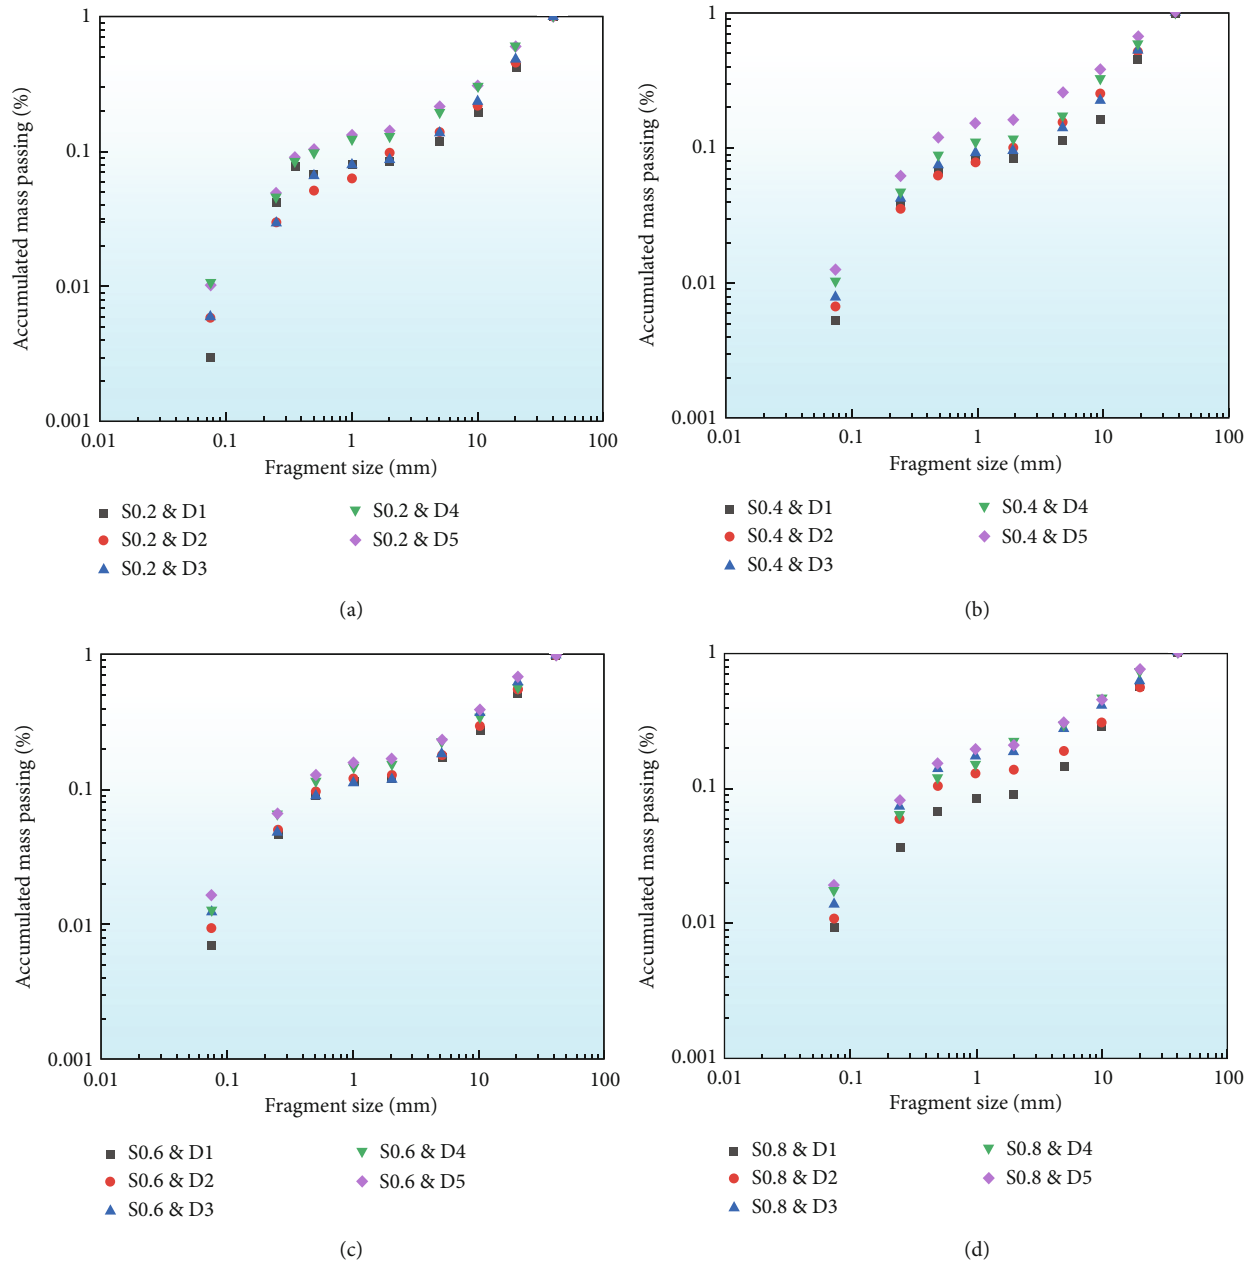 1
0.1
0.01
0.001
Accumulated mass passing (%)
0.01
0.1
1
10
100
Fragment size (mm)
S0.2 & D1
S0.2 & D2
S0.2 & D3
S0.2 & D4
S0.2 & D5
(a)
1
0.1
0.01
0.001
Accumulated mass passing (%)
0.01
0.1
1
10
100
Fragment size (mm)
S0.4 & D1
S0.4 & D2
S0.4 & D3
S0.4 & D4
S0.4 & D5
(b)
1
0.1
0.01
0.001
Accumulated mass passing (%)
0.01
0.1
1
10
100
Fragment size (mm)
S0.6 & D1
S0.6 & D2
S0.6 & D3
S0.6 & D4
S0.6 & D5
(c)
1
0.1
0.01
0.001
Accumulated mass passing (%)
0.01
0.1
1
10
100
Fragment size (mm)
S0.8 & D1
S0.8 & D2
S0.8 & D3
S0.8 & D4
S0.8 & D5
(d)